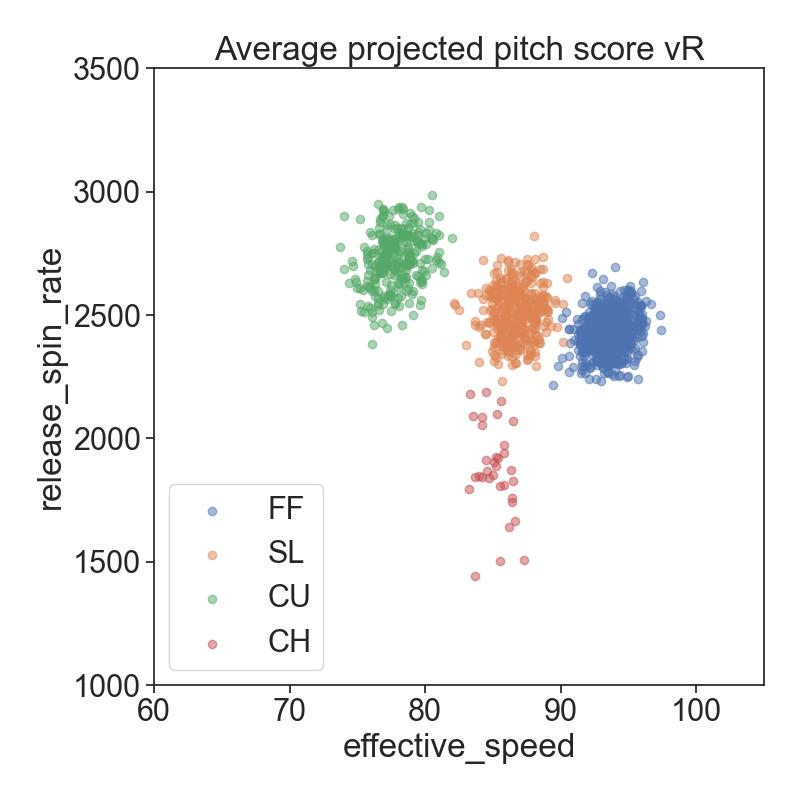 Average projected pitch score vR
3500
3000
2500
2000
1500
1000
release_spin_rate
FF
SL
CU
CH
60 70 80 90 100
effective_speed